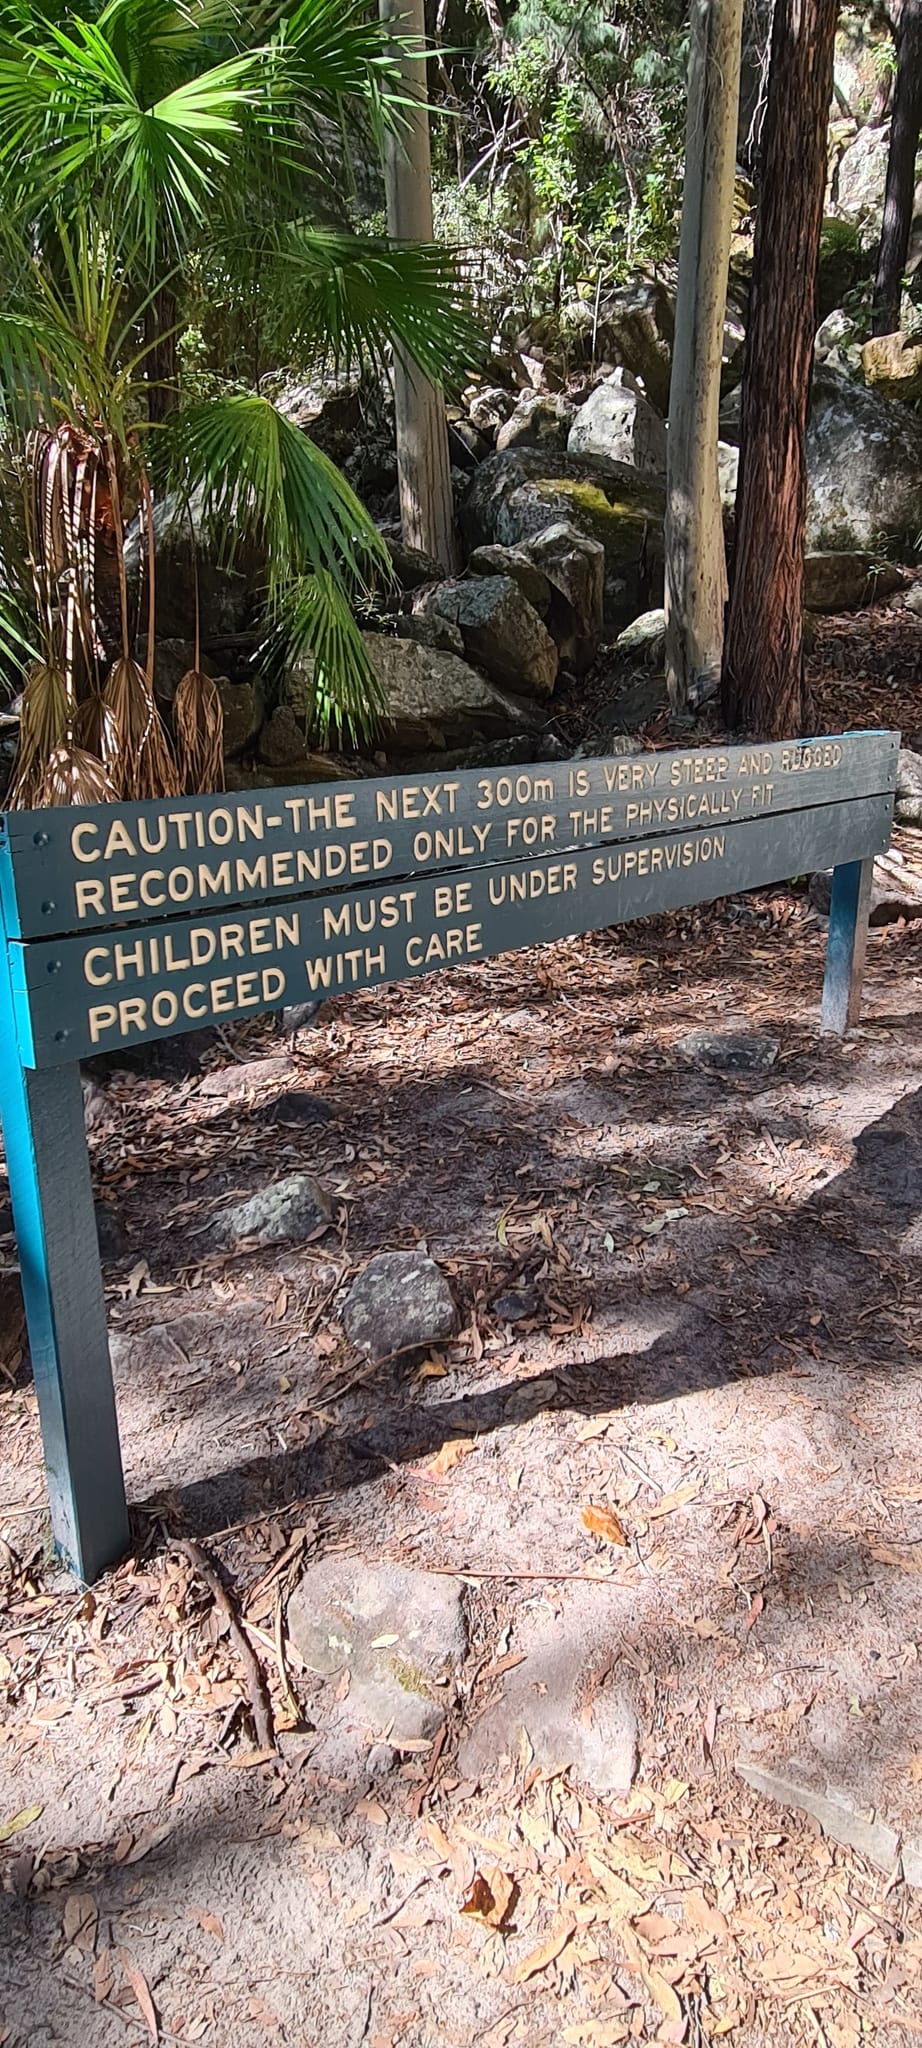 CAUTION-THE NEXT 300m IS VERY STEEP AND RUGGED
RECOMMENDED ONLY FOR THE PHYSICALLY FIT
CHILDREN MUST BE UNDER SUPERVISION
PROCEED WITH CARE